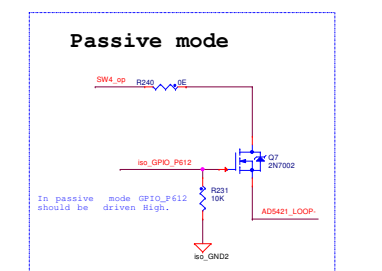 Passive mode
SW4_op
R240
0E
Q7
2N7002
iso_GPIO_P612
R231
10K
In passive mode GPIO_P612
should be driven High.
AD5421_LOOP-
iso_GND2